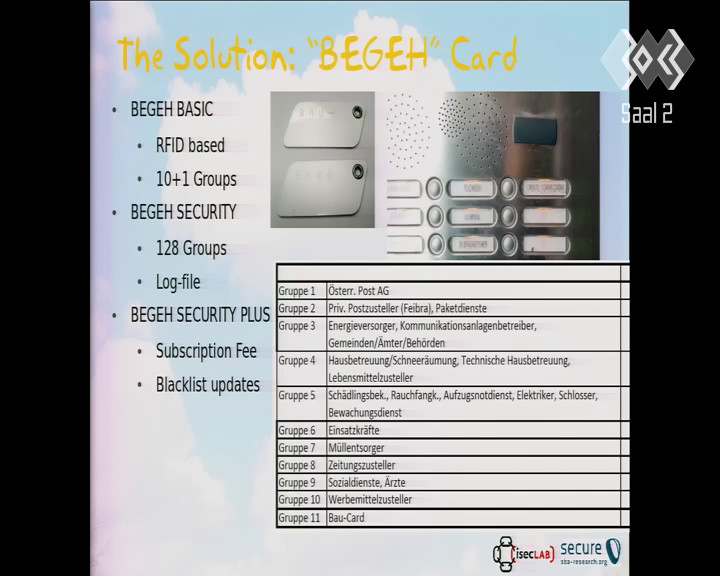 The Solution: "BEGEH" Card
Saal 2
• BEGEH BASIC
• RFID based
• 10+1 Groups
• BEGEH SECURITY
• 128 Groups
• Log-file
• BEGEH SECURITY PLUS
• Subscription Fee
• Blacklist updates
Gruppe 1 Österr. Post AG
Gruppe 2 Priv. Postzusteller (Feibra), Paketdienste
Gruppe 3 Energieversorger, Kommunikationsanlagenbetreiber,
Gemeinden/Ämter/Behörden
Gruppe 4 Hausbetreuung/Schneeräumung, Technische Hausbetreuung,
Lebensmittelzusteller
Gruppe 5 Schädlingsbek., Rauchfangk., Aufzugsnotdienst, Elektriker, Schlosser,
Bewachungsdienst
Gruppe 6 Einsatzkräfte
Gruppe 7 Müllentsorger
Gruppe 8 Zeitungszusteller
Gruppe 9 Sozialdienste, Ärzte
Gruppe 10 Werbemittelzusteller
Gruppe 11 Bau-Card
isecLAB
secure
sba-research.org